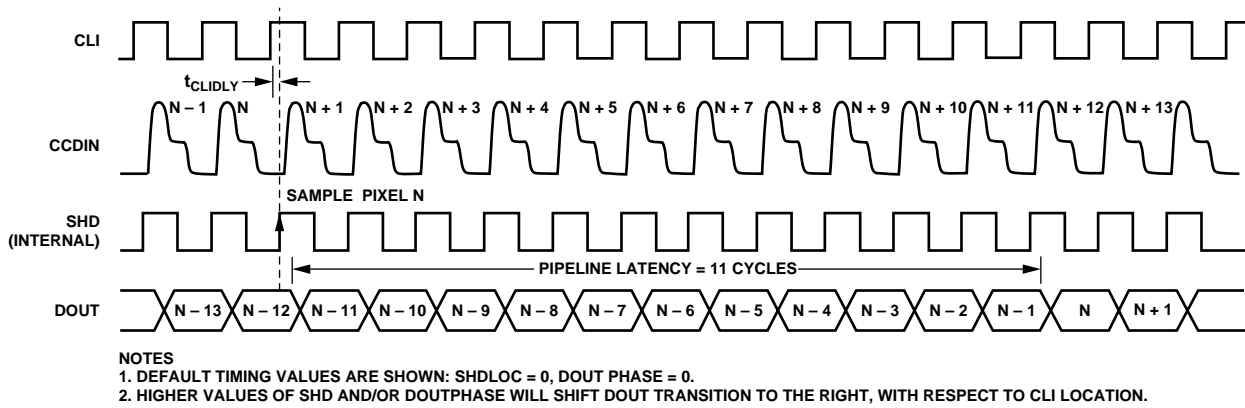 CLI
tCLIDLY
N – 1 N N + 1 N + 2 N + 3 N + 4 N + 5 N + 6 N + 7 N + 8 N + 9 N + 10 N + 11 N + 12 N + 13
CCDIN
SAMPLE PIXEL N
SHD
(INTERNAL)
PIPELINE LATENCY = 11 CYCLES
DOUT N – 13 N – 12 N – 11 N – 10 N – 9 N – 8 N – 7 N – 6 N – 5 N – 4 N – 3 N – 2 N – 1 N N + 1
NOTES
1. DEFAULT TIMING VALUES ARE SHOWN: SHDLOC = 0, DOUT PHASE = 0.
2. HIGHER VALUES OF SHD AND/OR DOUTPHASE WILL SHIFT DOUT TRANSITION TO THE RIGHT, WITH RESPECT TO CLI LOCATION.